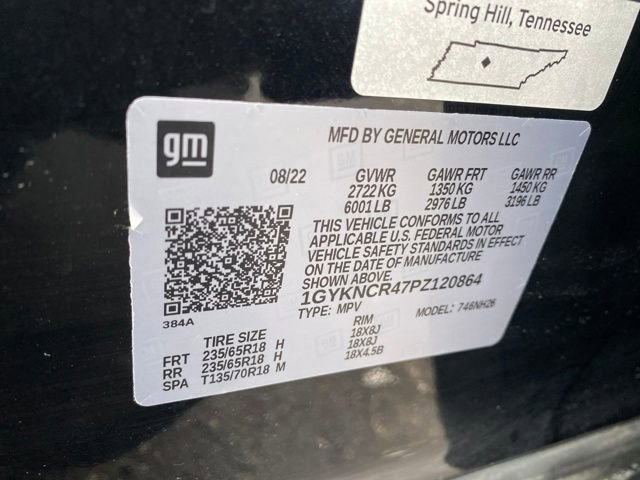 Spring Hill, Tennessee
gm
MFD BY GENERAL MOTORS LLC
08/22 GVWR GAWR FRT GAWR RR
2722 KG 1350 KG 1450 KG
6001 LB 2976 LB 3196 LB
THIS VEHICLE CONFORMS TO ALL
APPLICABLE U.S. FEDERAL MOTOR
VEHICLE SAFETY STANDARDS IN EFFECT
ON THE DATE OF MANUFACTURE
SHOWN ABOVE.
1GYKNCR47PZ120864
TYPE: MPV MODEL: 746NH26
384A
TIRE SIZE RIM
FRT 235/65R18 H 18X8J
RR 235/65R18 H 18X8J
SPA T135/70R18 M 18X4.5B